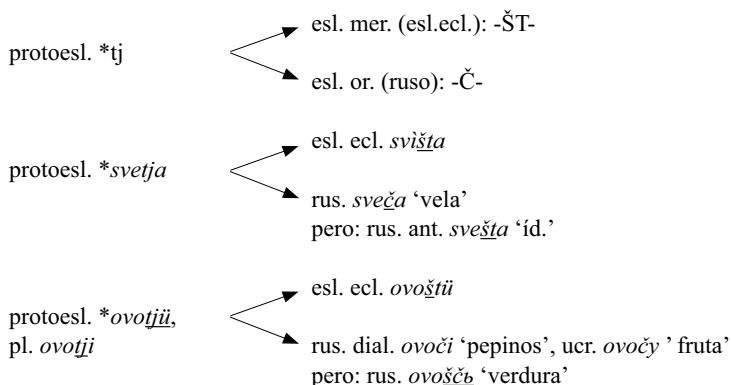 esl. mer. (esl.ecl.): -ŠT-
protoesl. *tj
esl. or. (ruso): -Č-
esl. ecl. svìšta
protoesl. *svetja
rus. sveča ‘vela’
pero: rus. ant. svešta ‘íd.’
esl. ecl. ovoštü
protoesl. *ovotjü,
pl. ovotji
rus. dial. ovoči ‘pepinos’, ucr. ovočy ’ fruta’
pero: rus. ovoščь ‘verdura’